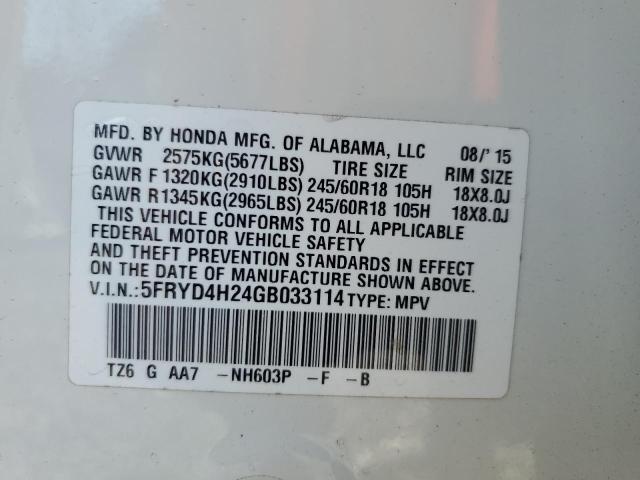 MFD. BY HONDA MFG. OF ALABAMA, LLC 08/'15
GVWR 2575KG(5677LBS) TIRE SIZE RIM SIZE
GAWR F 1320KG(2910LBS) 245/60R18 105H 18X8.0J
GAWR R 1345KG(2965LBS) 245/60R18 105H 18X8.0J
THIS VEHICLE CONFORMS TO ALL APPLICABLE
FEDERAL MOTOR VEHICLE SAFETY
AND THEFT PREVENTION STANDARDS IN EFFECT
ON THE DATE OF MANUFACTURE SHOWN ABOVE.
V.I.N.:5FRYD4H24GB033114 TYPE: MPV
TZ6 G AA7 -NH603P -F -B